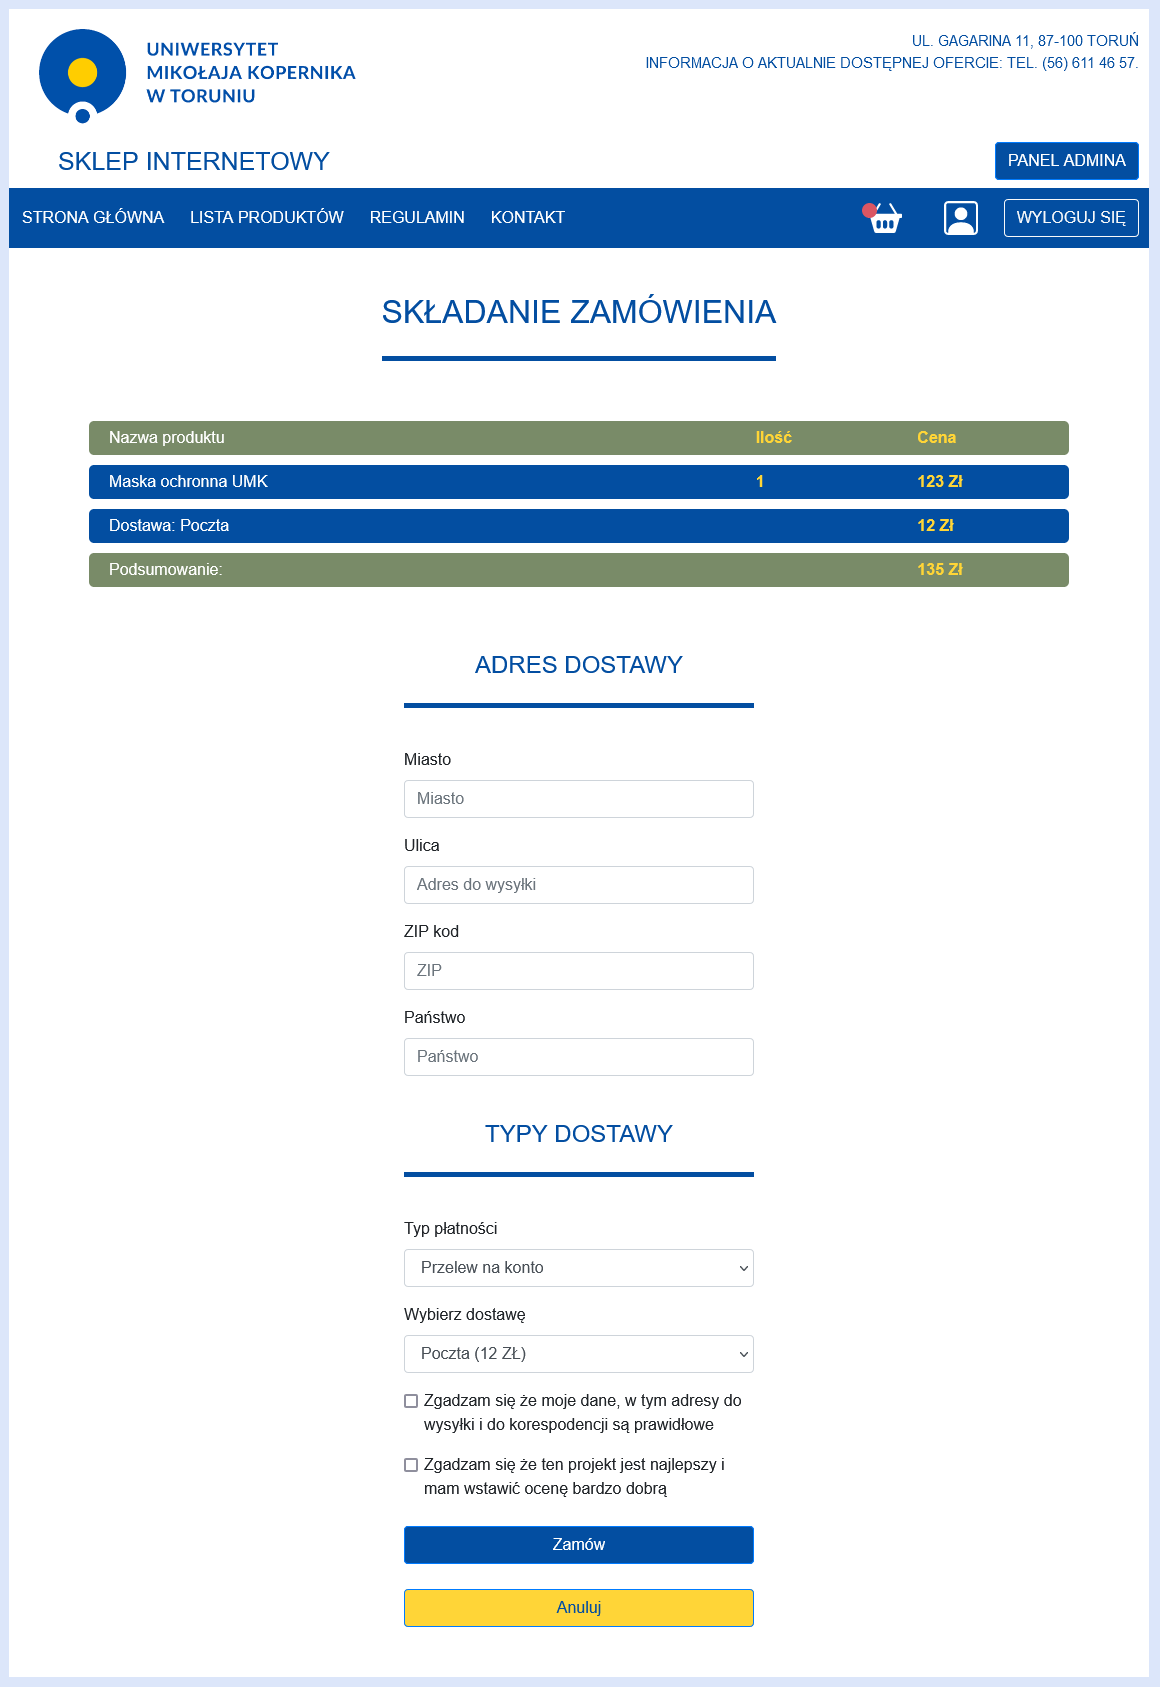 UNIWERSYTET
MIKOŁAJA KOPERNIKA
W TORUNIU
UL. GAGARINA 11, 87-100 TORUŃ
INFORMACJA O AKTUALNIE DOSTĘPNEJ OFERCIE: TEL. (56) 611 46 57.
SKLEP INTERNETOWY
PANEL ADMINA
STRONA GŁÓWNA LISTA PRODUKTÓW REGULAMIN KONTAKT WYLOGUJ SIĘ
SKŁADANIE ZAMÓWIENIA
Nazwa produktu Ilość Cena
Maska ochronna UMK 1 123 Zł
Dostawa: Poczta 12 Zł
Podsumowanie: 135 Zł
ADRES DOSTAWY
Miasto
Miasto
Ulica
Adres do wysyłki
ZIP kod
ZIP
Państwo
Państwo
TYPY DOSTAWY
Typ płatności
Przelew na konto
Wybierz dostawę
Poczta (12 ZŁ)
Zgadzam się że moje dane, w tym adresy do
wysyłki i do korespodencji są prawidłowe
Zgadzam się że ten projekt jest najlepszy i
mam wstawić ocenę bardzo dobrą
Zamów
Anuluj